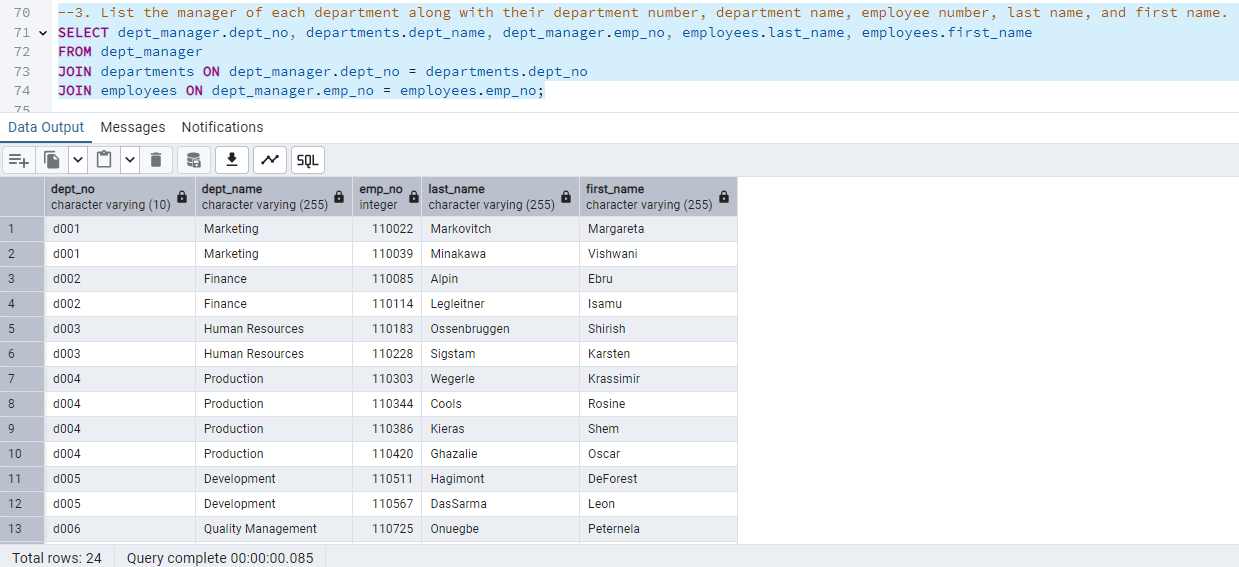 70 --3. List the manager of each department along with their department number, department name, employee number, last name, and first name.
71 SELECT dept_manager.dept_no, departments.dept_name, dept_manager.emp_no, employees.last_name, employees.first_name
72 FROM dept_manager
73 JOIN departments ON dept_manager.dept_no = departments.dept_no
74 JOIN employees ON dept_manager.emp_no = employees.emp_no;
75
Data Output Messages Notifications
SQL
dept_no dept_name emp_no last_name first_name
character varying (10) character varying (255) integer character varying (255) character varying (255)
1 d001 Marketing 110022 Markovitch Margareta
2 d001 Marketing 110039 Minakawa Vishwani
3 d002 Finance 110085 Alpin Ebru
4 d002 Finance 110114 Legleitner Isamu
5 d003 Human Resources 110183 Ossenbruggen Shirish
6 d003 Human Resources 110228 Sigstam Karsten
7 d004 Production 110303 Wegerle Krassimir
8 d004 Production 110344 Cools Rosine
9 d004 Production 110386 Kieras Shem
10 d004 Production 110420 Ghazalie Oscar
11 d005 Development 110511 Hagimont DeForest
12 d005 Development 110567 DasSarma Leon
13 d006 Quality Management 110725 Onuegbe Peternela
Total rows: 24 Query complete 00:00:00.085